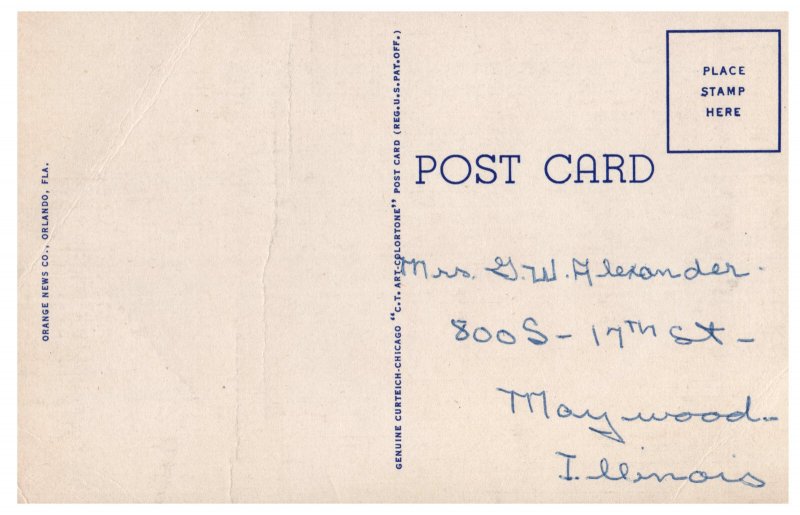 ORANGE NEWS CO., ORLANDO, FLA.
GENUINE CURTEICH-CHICAGO "C.T. ART-COLORTONE" POST CARD (REG.U.S.PAT.OFF.)
PLACE
STAMP
HERE
POST CARD
Mrs. G.W. Alexander.
800 S - 17TH St -
Maywood -
Illinois